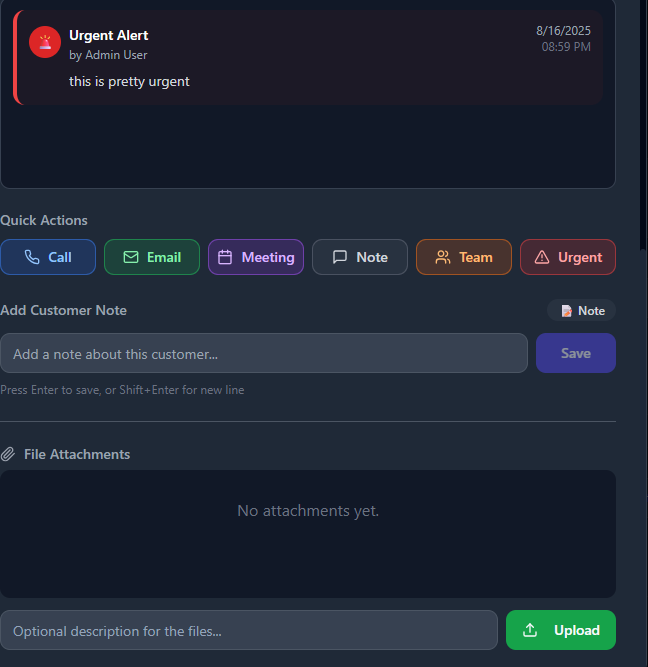 Urgent Alert
8/16/2025
by Admin User
08:59 PM
this is pretty urgent
Quick Actions
Call
Email
Meeting
Note
Team
Urgent
Add Customer Note
Note
Add a note about this customer...
Save
Press Enter to save, or Shift+Enter for new line
File Attachments
No attachments yet.
Optional description for the files...
Upload